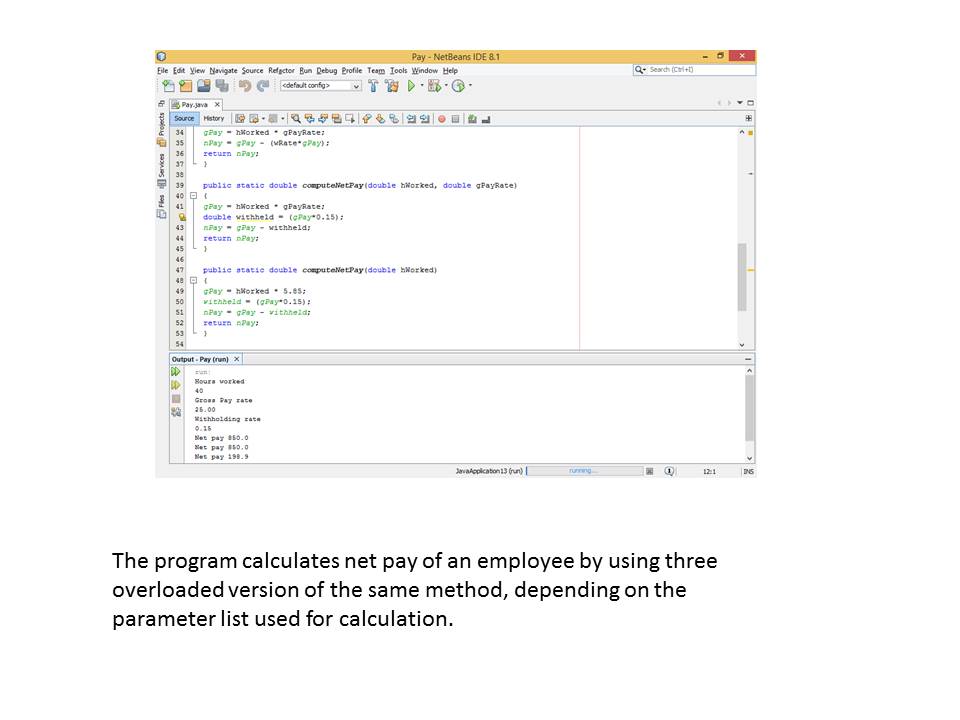 Pay - NetBeans IDE 8.1
File Edit View Navigate Source Refactor Run Debug Profile Team Tools Window Help
Search (Ctrl+I)
<default config>
Pay.java
Source History
Projects
Services
Files
34 gPay = hWorked * gPayRate;
35 nPay = gPay - (wRate*gPay);
36 return nPay;
37 }
38
39 public static double computeNetPay(double hWorked, double gPayRate)
40 {
41 gPay = hWorked * gPayRate;
double withheld = (gPay*0.15);
43 nPay = gPay - withheld;
44 return nPay;
45 }
46
47 public static double computeNetPay(double hWorked)
48 {
49 gPay = hWorked * 5.85;
50 withheld = (gPay*0.15);
51 nPay = gPay - withheld;
52 return nPay;
53 }
54
Output - Pay (run)
run:
Hours worked
40
Gross Pay rate
25.00
Withholding rate
0.15
Net pay 850.0
Net pay 850.0
Net pay 198.9
JavaApplication13 (run) running... 12:1 INS
The program calculates net pay of an employee by using three
overloaded version of the same method, depending on the
parameter list used for calculation.